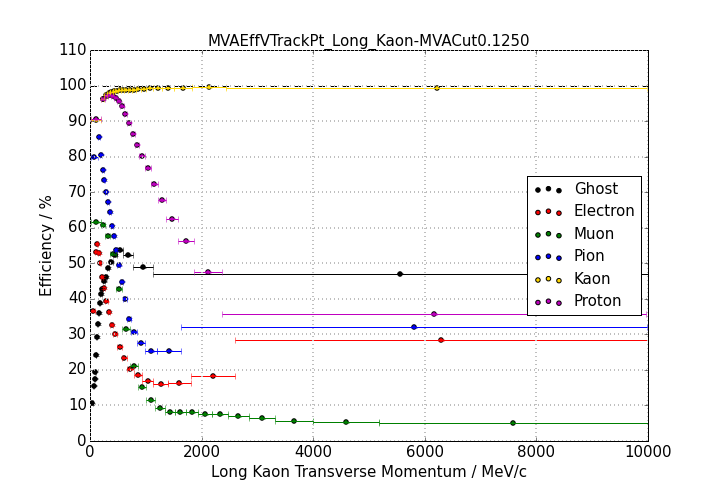 MVAEffVTrackPt_Long_Kaon-MVACut0.1250
110
100
90
80
70
60
50
40
30
20
10
0
Efficiency / %
Ghost
Electron
Muon
Pion
Kaon
Proton
0 2000 4000 6000 8000 10000
Long Kaon Transverse Momentum / MeV/c